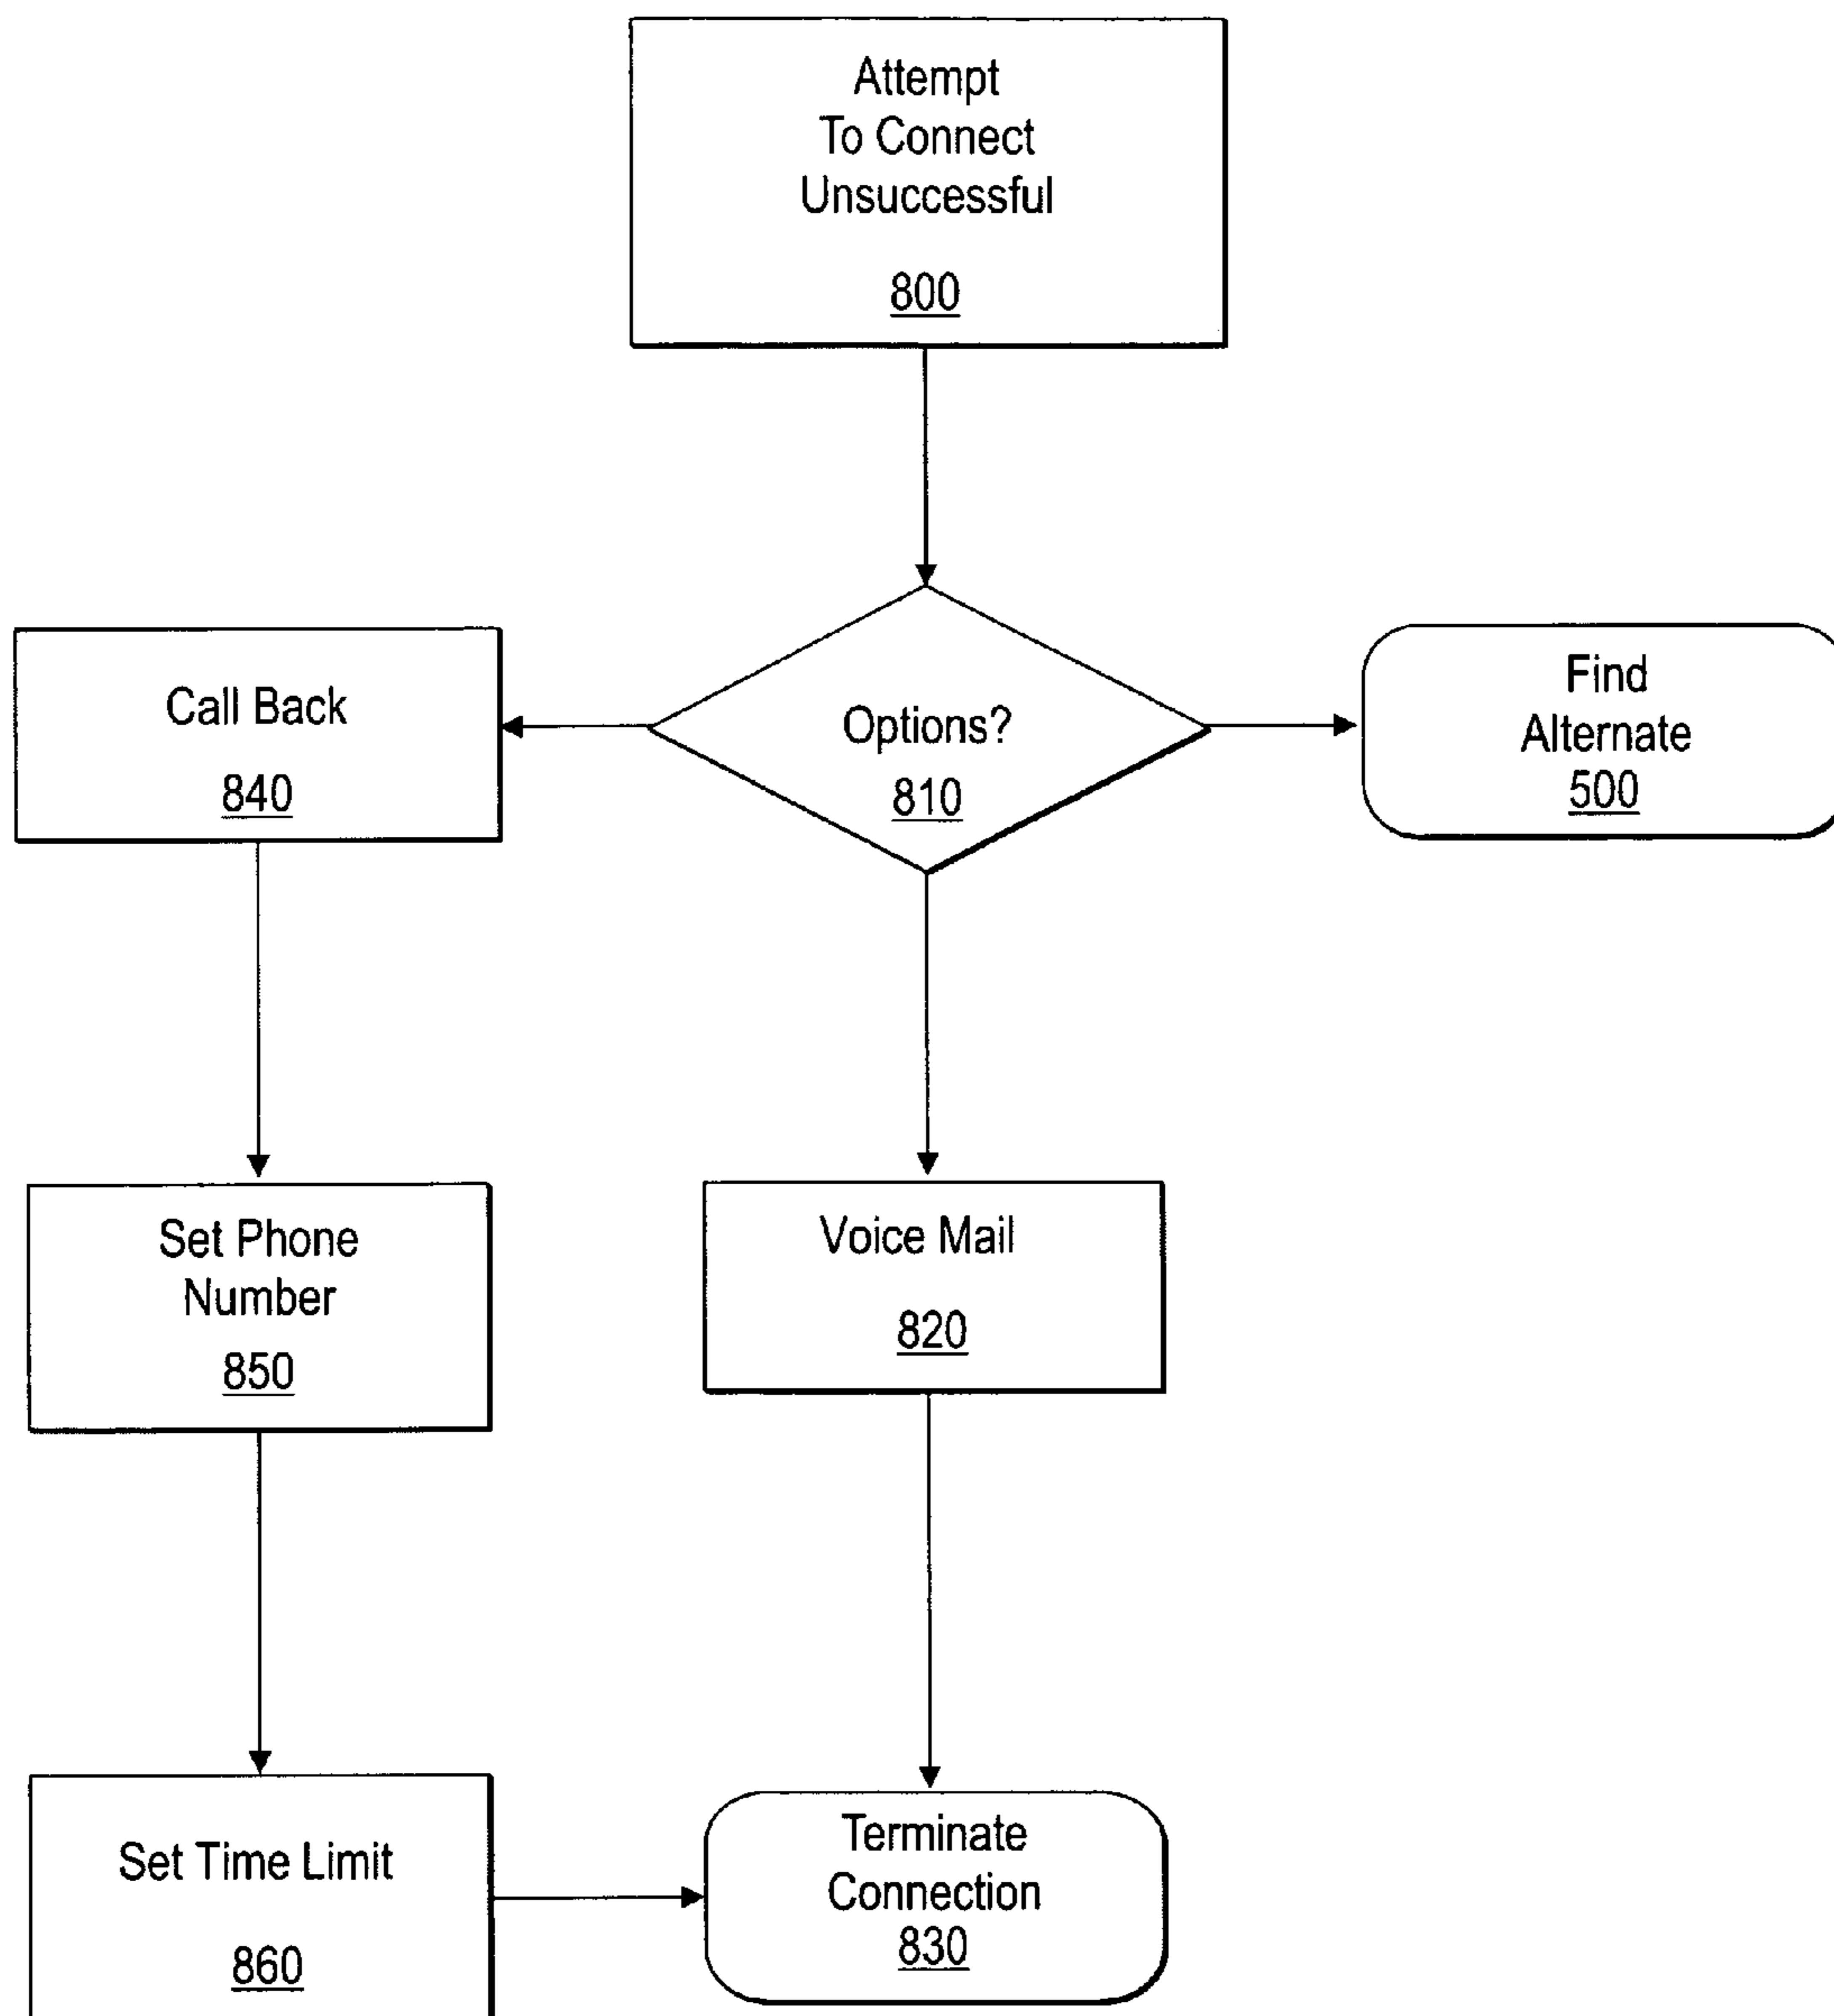 Attempt
To Connect
Unsuccessful
800
Call Back
840
Options?
810
Find
Alternate
500
Set Phone
Number
850
Voice Mail
820
Set Time Limit
860
Terminate
Connection
830